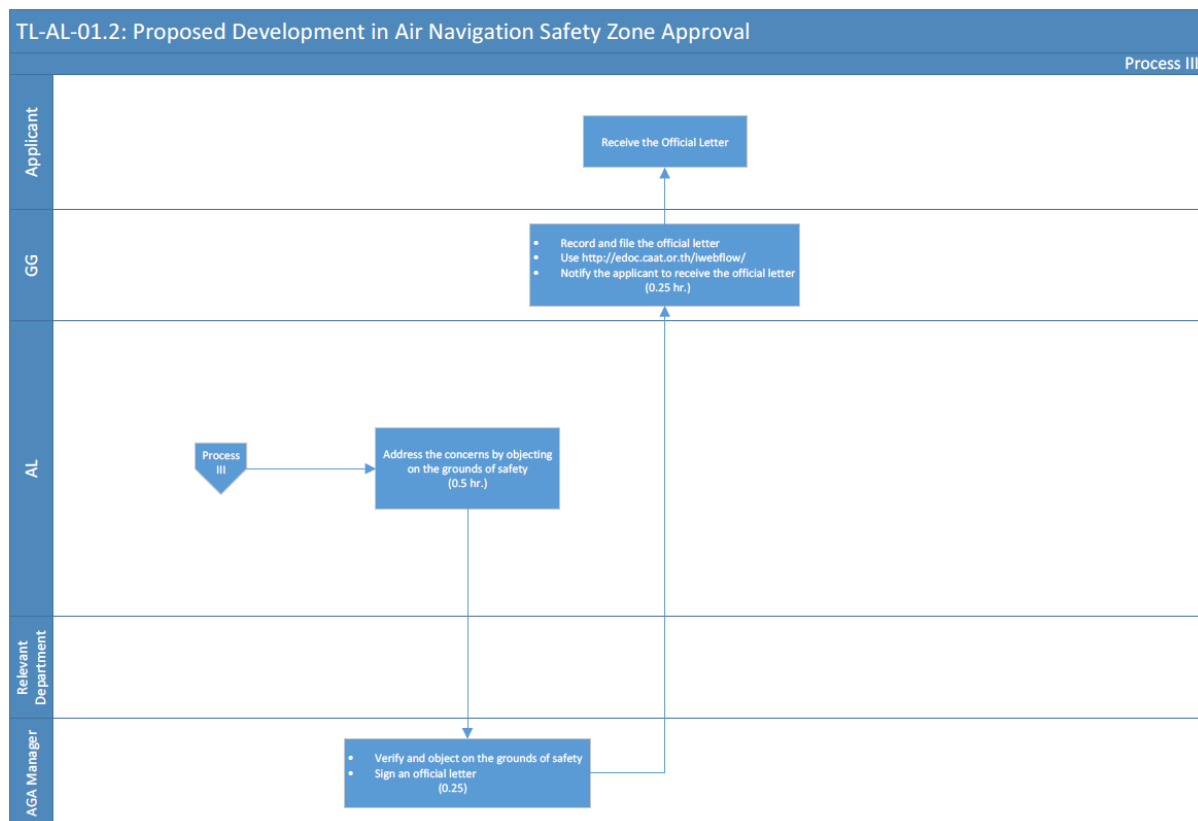 TL-AL-01.2: Proposed Development in Air Navigation Safety Zone Approval
Process III
Applicant
Receive the Official Letter
GG
• Record and file the official letter
• Use http://edoc.caat.or.th/iwebflow/
• Notify the applicant to receive the official letter
(0.25 hr.)
AL
Process
III
Address the concerns by objecting
on the grounds of safety
(0.5 hr.)
Relevant
Department
AGA Manager
• Verify and object on the grounds of safety
• Sign an official letter
(0.25)